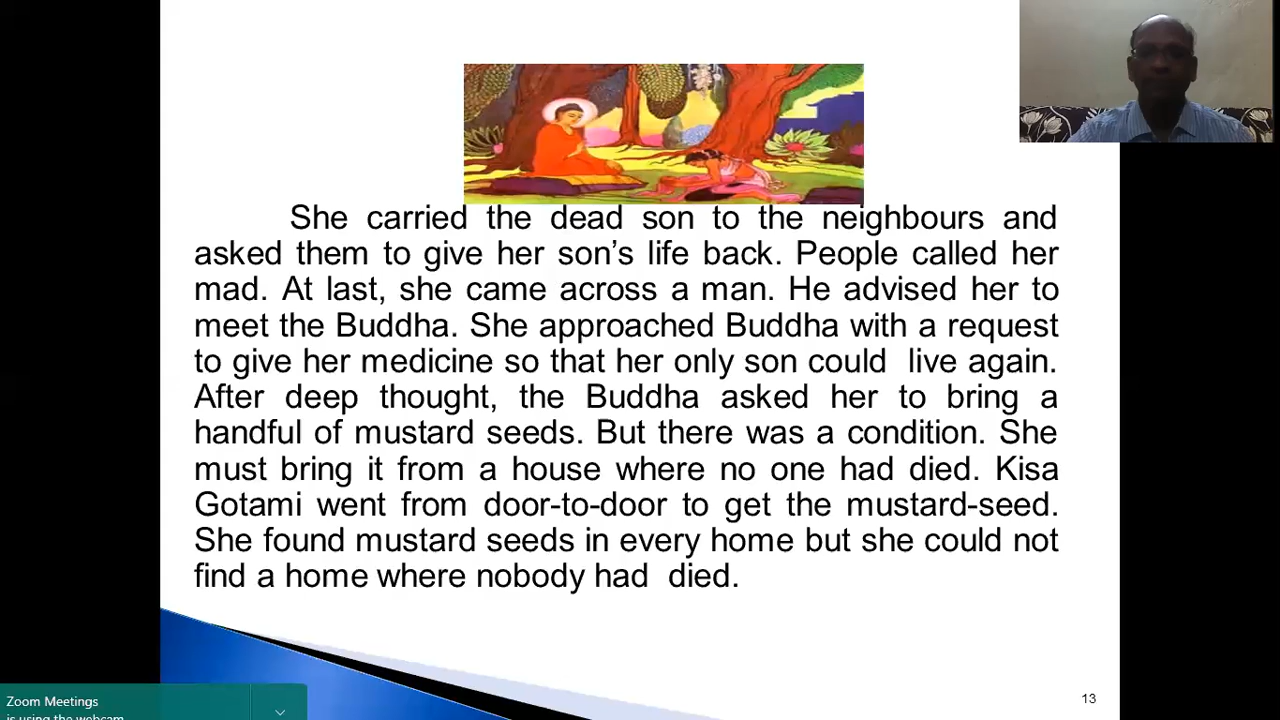 She carried the dead son to the neighbours and
asked them to give her son’s life back. People called her
mad. At last, she came across a man. He advised her to
meet the Buddha. She approached Buddha with a request
to give her medicine so that her only son could live again.
After deep thought, the Buddha asked her to bring a
handful of mustard seeds. But there was a condition. She
must bring it from a house where no one had died. Kisa
Gotami went from door-to-door to get the mustard-seed.
She found mustard seeds in every home but she could not
find a home where nobody had died.
13
Zoom Meetings
is using the webcam